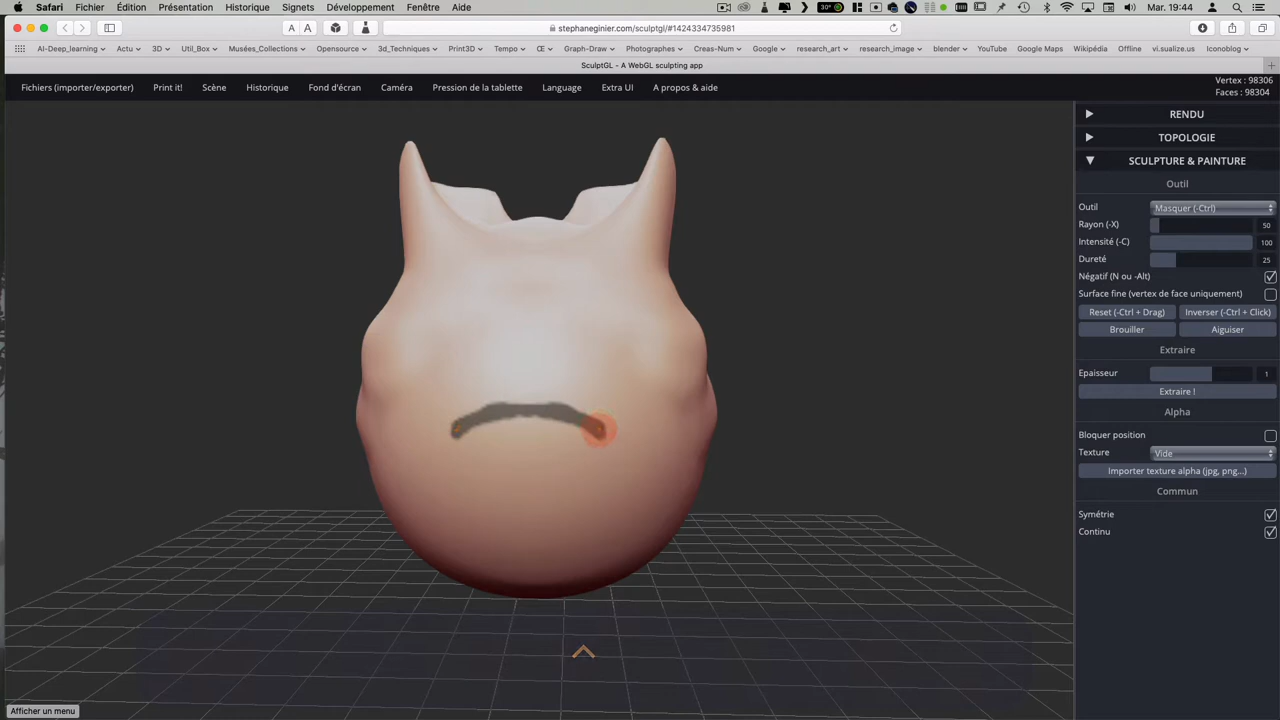 Safari Fichier Édition Présentation Historique Signets Développement Fenêtre Aide 30° Mar. 19:44
A A stephaneginier.com/sculptgl/#1424334735981
AI-Deep_learning Actu 3D Util_Box Musées_Collections Opensource 3d_Techniques Print3D Tempo Œ Graph-Draw Photographes Creas-Num Google research_art research_image blender YouTube Google Maps Wikipédia Offline vi.sualize.us Iconoblog
SculptGL - A WebGL sculpting app
Fichiers (importer/exporter) Print it! Scène Historique Fond d'écran Caméra Pression de la tablette Language Extra UI A propos & aide
Vertex : 98306
Faces : 98304
RENDU
TOPOLOGIE
SCULPTURE & PAINTURE
Outil
Outil Masquer (-Ctrl)
Rayon (-X) 50
Intensité (-C) 100
Dureté 25
Négatif (N ou -Alt)
Surface fine (vertex de face uniquement)
Reset (-Ctrl + Drag) Inverser (-Ctrl + Click)
Brouiller Aiguiser
Extraire
Epaisseur 1
Extraire !
Alpha
Bloquer position
Texture Vide
Importer texture alpha (jpg, png...)
Commun
Symétrie
Continu
Afficher un menu